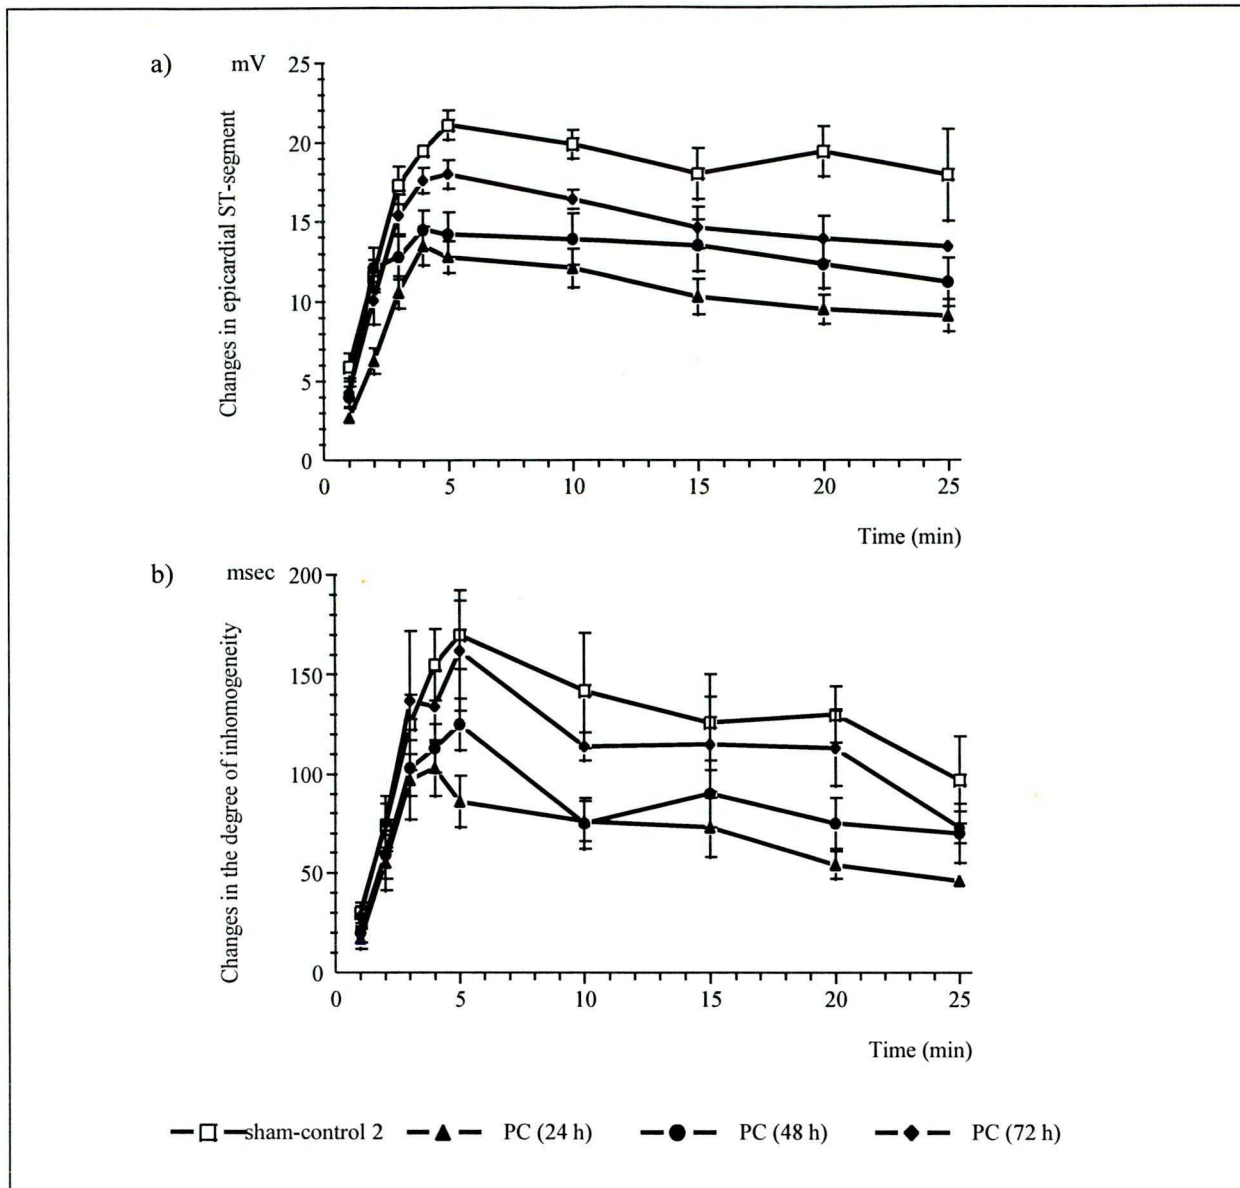 a) mV
25
20
15
10
5
0
Changes in epicardial ST-segment
0 5 10 15 20 25
Time (min)
b) msec
200
150
100
50
0
Changes in the degree of inhomogeneity
0 5 10 15 20 25
Time (min)
sham-control 2 PC (24 h) PC (48 h) PC (72 h)